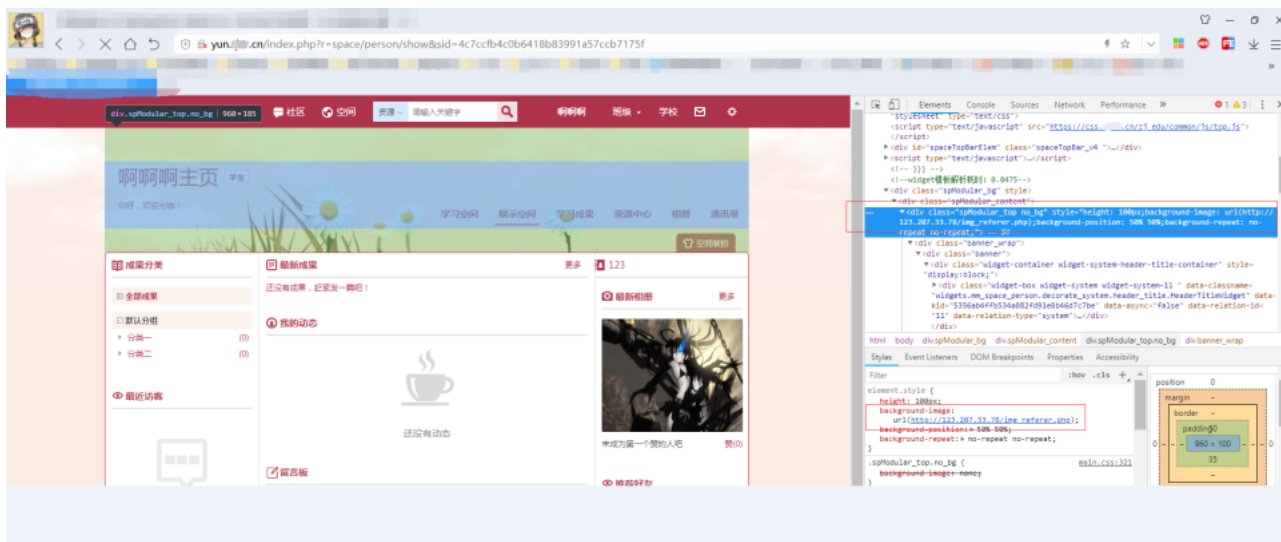 .cn/index.php?r=space/person/show&sid=4c7ccfb4c0b6418b83991a57ccb7175f
div.spModular_top.no_bg | 960×185
社区
空间
资源
请输入关键字
啊啊啊
班级
学校
啊啊啊主页
学生
你好，欢迎光临！
学习空间
展示空间
学习成果
资源中心
相册
通讯录
空间装扮
成果分类
全部成果
默认分组
分类一 (0)
分类二 (0)
最近访客
最新成果
更多
还没有成果，赶紧发一篇吧！
我的动态
还没有动态
留言板
123
最新相册
更多
来成为第一个赞的人吧
赞(0)
推荐好友
Elements Console Sources Network Performance »
1 3
"stylesheet" type="text/css">
<script type="text/javascript" src="https://css.
.cn/zj_edu/common/js/top.js">
</script>
<div id="spaceTopBarElem" class="spaceTopBar_v4 ">…</div>
<script type="text/javascript">…</script>
<!-- }}} -->
<!--widget模板解析耗时: 0.0475-->
<div class="spModular_bg" style>
<div class="spModular_content">
<div class="spModular_top no_bg" style="height: 100px;background-image: url(http://
123.207.33.78/img_referer.php);background-position: 50% 50%;background-repeat: no-
repeat no-repeat;"> == $0
<div class="banner_wrap">
<div class="banner">
<div class="widget-container widget-system-header-title-container" style=
"display:block;">
<div class="widget-box widget-system widget-system-11 " data-classname=
"widgets.mm_space_person.decorate_system.header_title.HeaderTitleWidget" data-
data-async="false" data-relation-id=
"11" data-relation-type="system">…</div>
</div>
html body div.spModular_bg div.spModular_content div.spModular_top.no_bg div.banner_wrap
Styles Event Listeners DOM Breakpoints Properties Accessibility
Filter
:hov .cls +
element.style {
height: 100px;
background-image:
url(http://123.207.33.78/img_referer.php);
background-position: 50% 50%;
background-repeat: no-repeat no-repeat;
}
.spModular_top.no_bg {
main.css:321
background-image: none;
}
position 0
margin -
border -
padding0
960 × 100
35